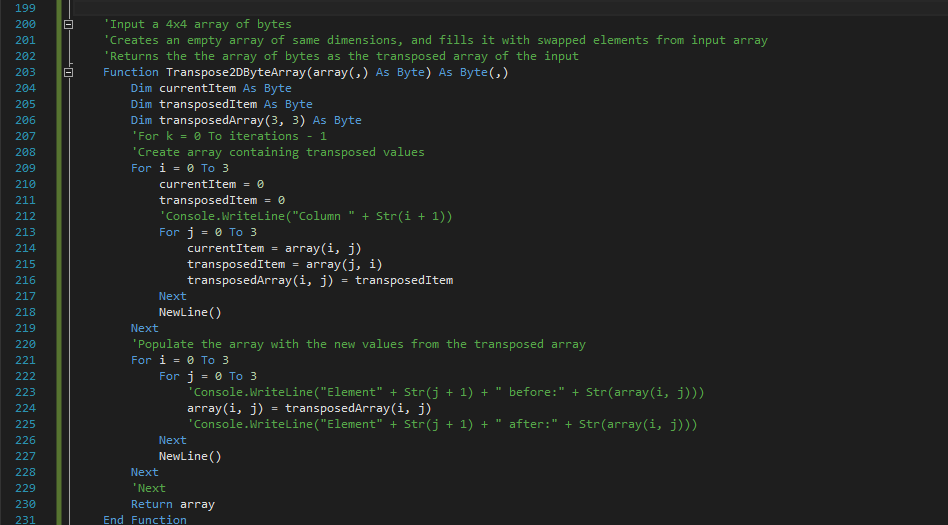 199
200 'Input a 4x4 array of bytes
201 'Creates an empty array of same dimensions, and fills it with swapped elements from input array
202 'Returns the the array of bytes as the transposed array of the input
203 Function Transpose2DByteArray(array(,) As Byte) As Byte(,)
204 Dim currentItem As Byte
205 Dim transposedItem As Byte
206 Dim transposedArray(3, 3) As Byte
207 'For k = 0 To iterations - 1
208 'Create array containing transposed values
209 For i = 0 To 3
210 currentItem = 0
211 transposedItem = 0
212 'Console.WriteLine("Column " + Str(i + 1))
213 For j = 0 To 3
214 currentItem = array(i, j)
215 transposedItem = array(j, i)
216 transposedArray(i, j) = transposedItem
217 Next
218 NewLine()
219 Next
220 'Populate the array with the new values from the transposed array
221 For i = 0 To 3
222 For j = 0 To 3
223 'Console.WriteLine("Element" + Str(j + 1) + " before:" + Str(array(i, j)))
224 array(i, j) = transposedArray(i, j)
225 'Console.WriteLine("Element" + Str(j + 1) + " after:" + Str(array(i, j)))
226 Next
227 NewLine()
228 Next
229 'Next
230 Return array
231 End Function